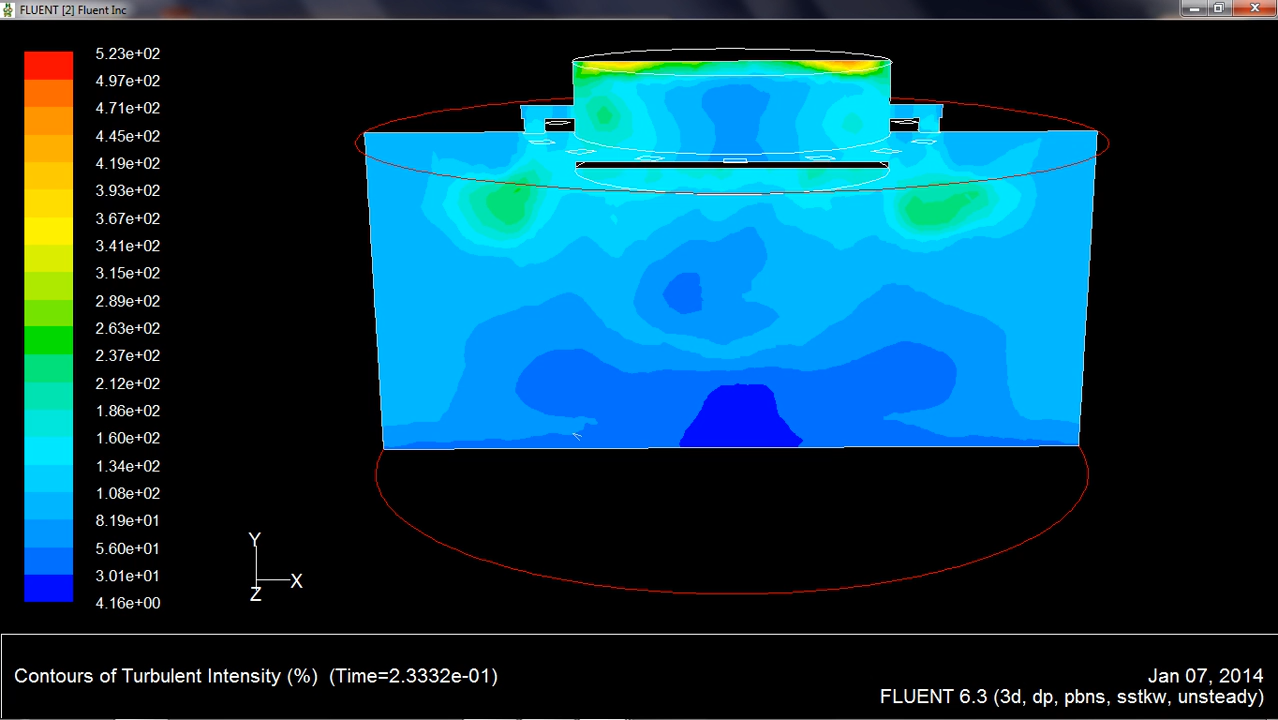 FLUENT [2] Fluent Inc
5.23e+02
4.97e+02
4.71e+02
4.45e+02
4.19e+02
3.93e+02
3.67e+02
3.41e+02
3.15e+02
2.89e+02
2.63e+02
2.37e+02
2.12e+02
1.86e+02
1.60e+02
1.34e+02
1.08e+02
8.19e+01
5.60e+01
3.01e+01
4.16e+00
Y
X
Z
Contours of Turbulent Intensity (%) (Time=2.3332e-01)
Jan 07, 2014
FLUENT 6.3 (3d, dp, pbns, sstkw, unsteady)